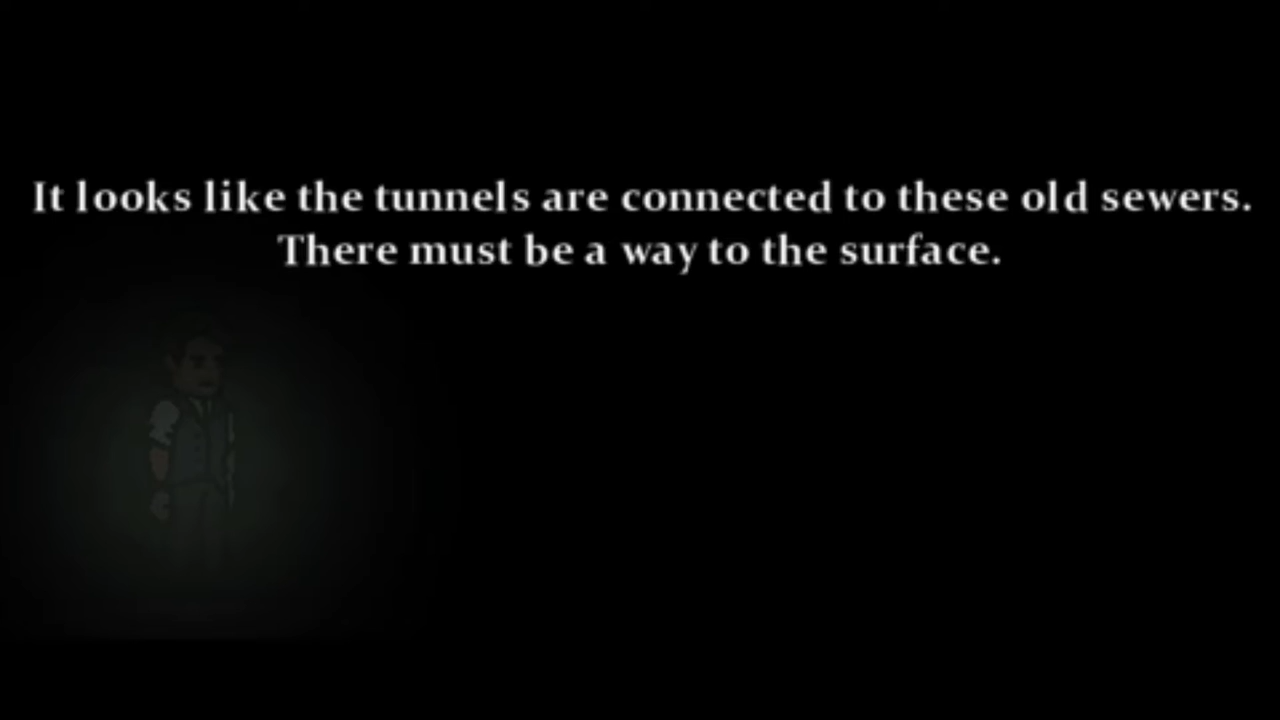 It looks like the tunnels are connected to these old sewers.
There must be a way to the surface.